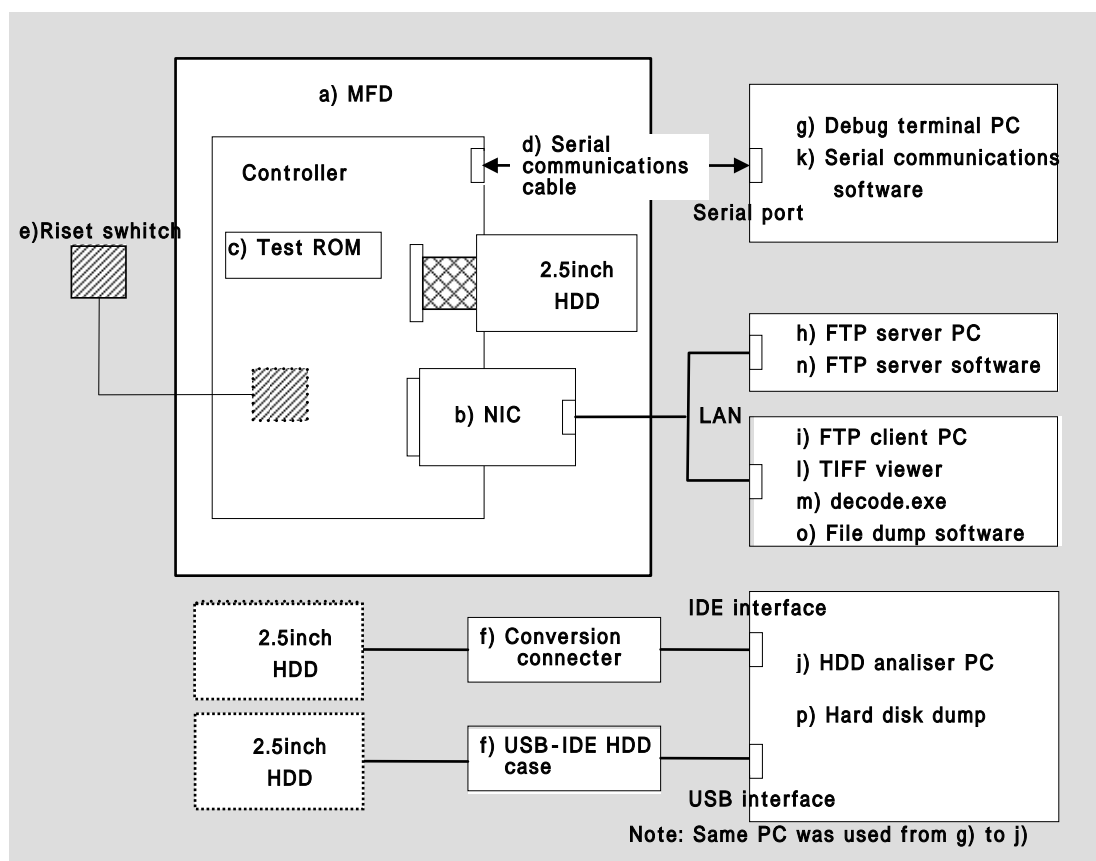 a) MFD
Controller
d) Serial
communications
cable
g) Debug terminal PC
k) Serial communications
software
Serial port
e)Riset swhitch
c) Test ROM
2.5inch
HDD
h) FTP server PC
n) FTP server software
b) NIC
LAN
i) FTP client PC
l) TIFF viewer
m) decode.exe
o) File dump software
IDE interface
2.5inch
HDD
f) Conversion
connecter
j) HDD analiser PC
p) Hard disk dump
2.5inch
HDD
f) USB-IDE HDD
case
USB interface
Note: Same PC was used from g) to j)